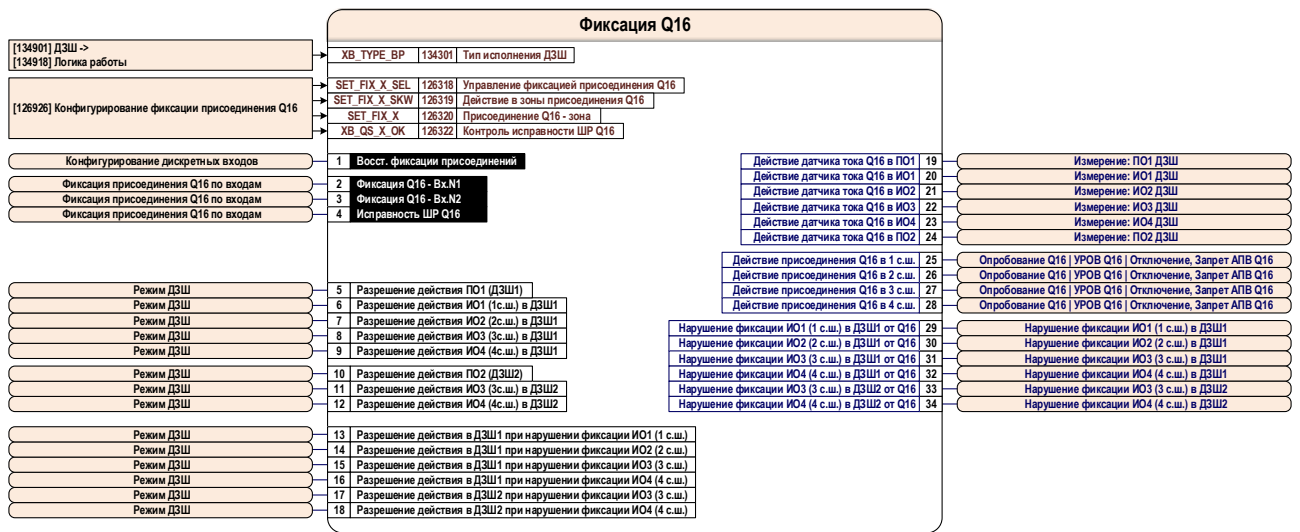 Фиксация Q16
[134901] ДЗШ ->
[134918] Логика работы
XB_TYPE_BP 134301 Тип исполнения ДЗШ
[126926] Конфигурирование фиксации присоединения Q16
SET_FIX_X_SEL 126318 Управление фиксацией присоединения Q16
SET_FIX_X_SKW 126319 Действие в зоны присоединения Q16
SET_FIX_X 126320 Присоединение Q16 - зона
XB_QS_X_OK 126322 Контроль исправности ШР Q16
Конфигурирование дискретных входов 1 Восст. фиксации присоединений
Фиксация присоединения Q16 по входам 2 Фиксация Q16 - Вх.N1
Фиксация присоединения Q16 по входам 3 Фиксация Q16 - Вх.N2
Фиксация присоединения Q16 по входам 4 Исправность ШР Q16
Действие датчика тока Q16 в ПО1 19 Измерение: ПО1 ДЗШ
Действие датчика тока Q16 в ИО1 20 Измерение: ИО1 ДЗШ
Действие датчика тока Q16 в ИО2 21 Измерение: ИО2 ДЗШ
Действие датчика тока Q16 в ИО3 22 Измерение: ИО3 ДЗШ
Действие датчика тока Q16 в ИО4 23 Измерение: ИО4 ДЗШ
Действие датчика тока Q16 в ПО2 24 Измерение: ПО2 ДЗШ
Действие присоединения Q16 в 1 с.ш. 25 Опробование Q16 | УРОВ Q16 | Отключение, Запрет АПВ Q16
Действие присоединения Q16 в 2 с.ш. 26 Опробование Q16 | УРОВ Q16 | Отключение, Запрет АПВ Q16
Действие присоединения Q16 в 3 с.ш. 27 Опробование Q16 | УРОВ Q16 | Отключение, Запрет АПВ Q16
Действие присоединения Q16 в 4 с.ш. 28 Опробование Q16 | УРОВ Q16 | Отключение, Запрет АПВ Q16
Режим ДЗШ 5 Разрешение действия ПО1 (ДЗШ1)
Режим ДЗШ 6 Разрешение действия ИО1 (1с.ш.) в ДЗШ1
Режим ДЗШ 7 Разрешение действия ИО2 (2с.ш.) в ДЗШ1
Режим ДЗШ 8 Разрешение действия ИО3 (3с.ш.) в ДЗШ1
Режим ДЗШ 9 Разрешение действия ИО4 (4с.ш.) в ДЗШ1
Режим ДЗШ 10 Разрешение действия ПО2 (ДЗШ2)
Режим ДЗШ 11 Разрешение действия ИО3 (3с.ш.) в ДЗШ2
Режим ДЗШ 12 Разрешение действия ИО4 (4с.ш.) в ДЗШ2
Нарушение фиксации ИО1 (1 с.ш.) в ДЗШ1 от Q16 29 Нарушение фиксации ИО1 (1 с.ш.) в ДЗШ1
Нарушение фиксации ИО2 (2 с.ш.) в ДЗШ1 от Q16 30 Нарушение фиксации ИО2 (2 с.ш.) в ДЗШ1
Нарушение фиксации ИО3 (3 с.ш.) в ДЗШ1 от Q16 31 Нарушение фиксации ИО3 (3 с.ш.) в ДЗШ1
Нарушение фиксации ИО4 (4 с.ш.) в ДЗШ1 от Q16 32 Нарушение фиксации ИО4 (4 с.ш.) в ДЗШ1
Нарушение фиксации ИО3 (3 с.ш.) в ДЗШ2 от Q16 33 Нарушение фиксации ИО3 (3 с.ш.) в ДЗШ2
Нарушение фиксации ИО4 (4 с.ш.) в ДЗШ2 от Q16 34 Нарушение фиксации ИО4 (4 с.ш.) в ДЗШ2
Режим ДЗШ 13 Разрешение действия в ДЗШ1 при нарушении фиксации ИО1 (1 с.ш.)
Режим ДЗШ 14 Разрешение действия в ДЗШ1 при нарушении фиксации ИО2 (2 с.ш.)
Режим ДЗШ 15 Разрешение действия в ДЗШ1 при нарушении фиксации ИО3 (3 с.ш.)
Режим ДЗШ 16 Разрешение действия в ДЗШ1 при нарушении фиксации ИО4 (4 с.ш.)
Режим ДЗШ 17 Разрешение действия в ДЗШ2 при нарушении фиксации ИО3 (3 с.ш.)
Режим ДЗШ 18 Разрешение действия в ДЗШ2 при нарушении фиксации ИО4 (4 с.ш.)